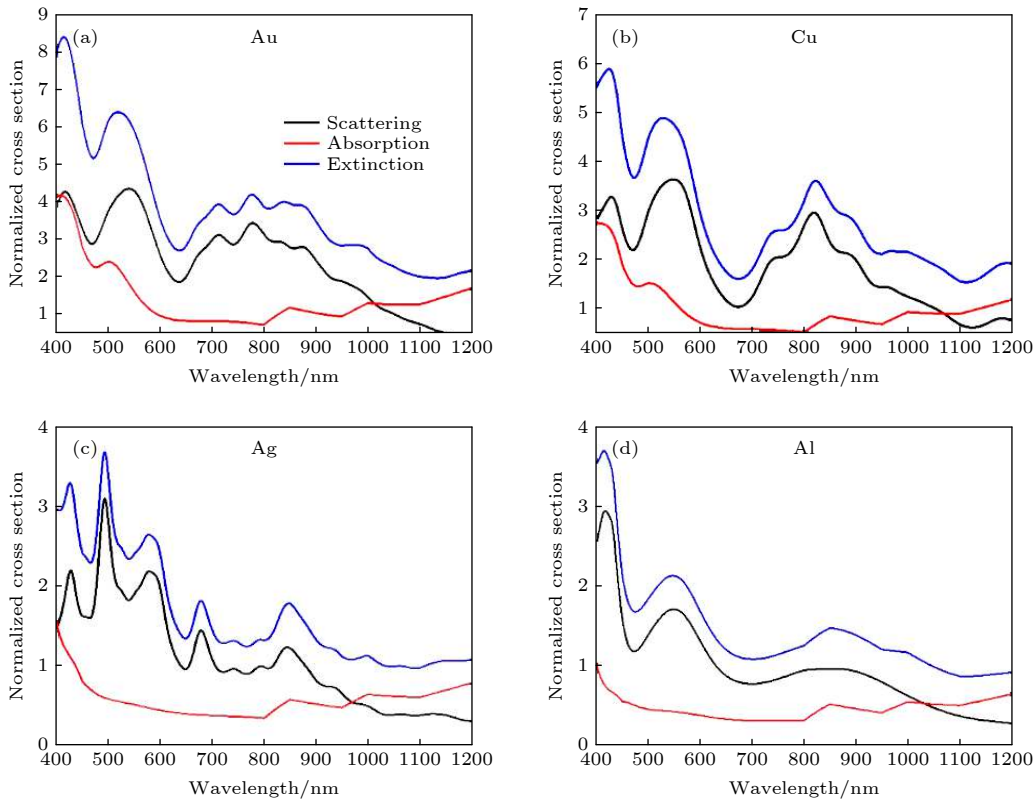 (a) Au
Normalized cross section
9
8
7
6
5
4
3
2
1
Scattering
Absorption
Extinction
400 500 600 700 800 900 1000 1100 1200
Wavelength/nm
(b) Cu
Normalized cross section
7
6
5
4
3
2
1
400 500 600 700 800 900 1000 1100 1200
Wavelength/nm
(c) Ag
Normalized cross section
4
3
2
1
0
400 500 600 700 800 900 1000 1100 1200
Wavelength/nm
(d) Al
Normalized cross section
4
3
2
1
0
400 500 600 700 800 900 1000 1100 1200
Wavelength/nm